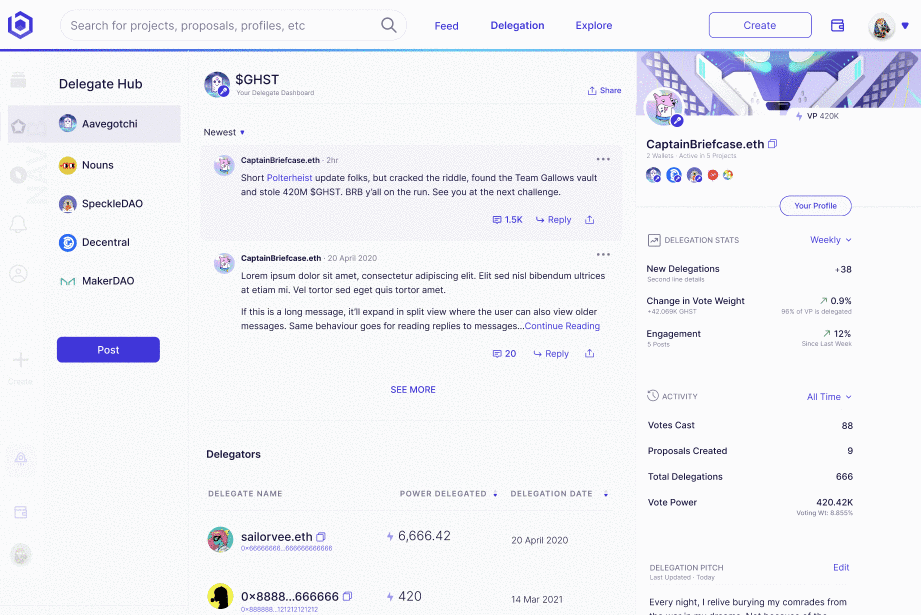 Search for projects, proposals, profiles, etc
Feed
Delegation
Explore
Create
Delegate Hub
Aavegotchi
Nouns
SpeckleDAO
Decentral
MakerDAO
Post
Create
$GHST
Your Delegate Dashboard
Share
Newest
CaptainBriefcase.eth · 2hr
Short Polterheist update folks, but cracked the riddle, found the Team Gallows vault
and stole 420M $GHST. BRB y'all on the run. See you at the next challenge.
1.5K
Reply
CaptainBriefcase.eth · 20 April 2020
Lorem ipsum dolor sit amet, consectetur adipiscing elit. Elit sed nisl bibendum ultrices
at etiam mi. Vel tortor sed eget quis tortor amet.
If this is a long message, it'll expand in split view where the user can also view older
messages. Same behaviour goes for reading replies to messages...Continue Reading
20
Reply
SEE MORE
Delegators
DELEGATE NAME
POWER DELEGATED
DELEGATION DATE
sailorvee.eth
0x66666666...666666666666
6,666.42
20 April 2020
0x8888...666666
0x888888...121212121212
420
14 Mar 2021
VP 420K
CaptainBriefcase.eth
2 Wallets · Active in 5 Projects
Your Profile
DELEGATION STATS
Weekly
New Delegations
+38
Second line details
Change in Vote Weight
0.9%
+42.069K GHST
96% of VP is delegated
Engagement
12%
5 Posts
Since Last Week
ACTIVITY
All Time
Votes Cast
88
Proposals Created
9
Total Delegations
666
Vote Power
420.42K
Voting Wt: 8.855%
DELEGATION PITCH
Edit
Last Updated · Today
Every night, I relive burying my comrades from